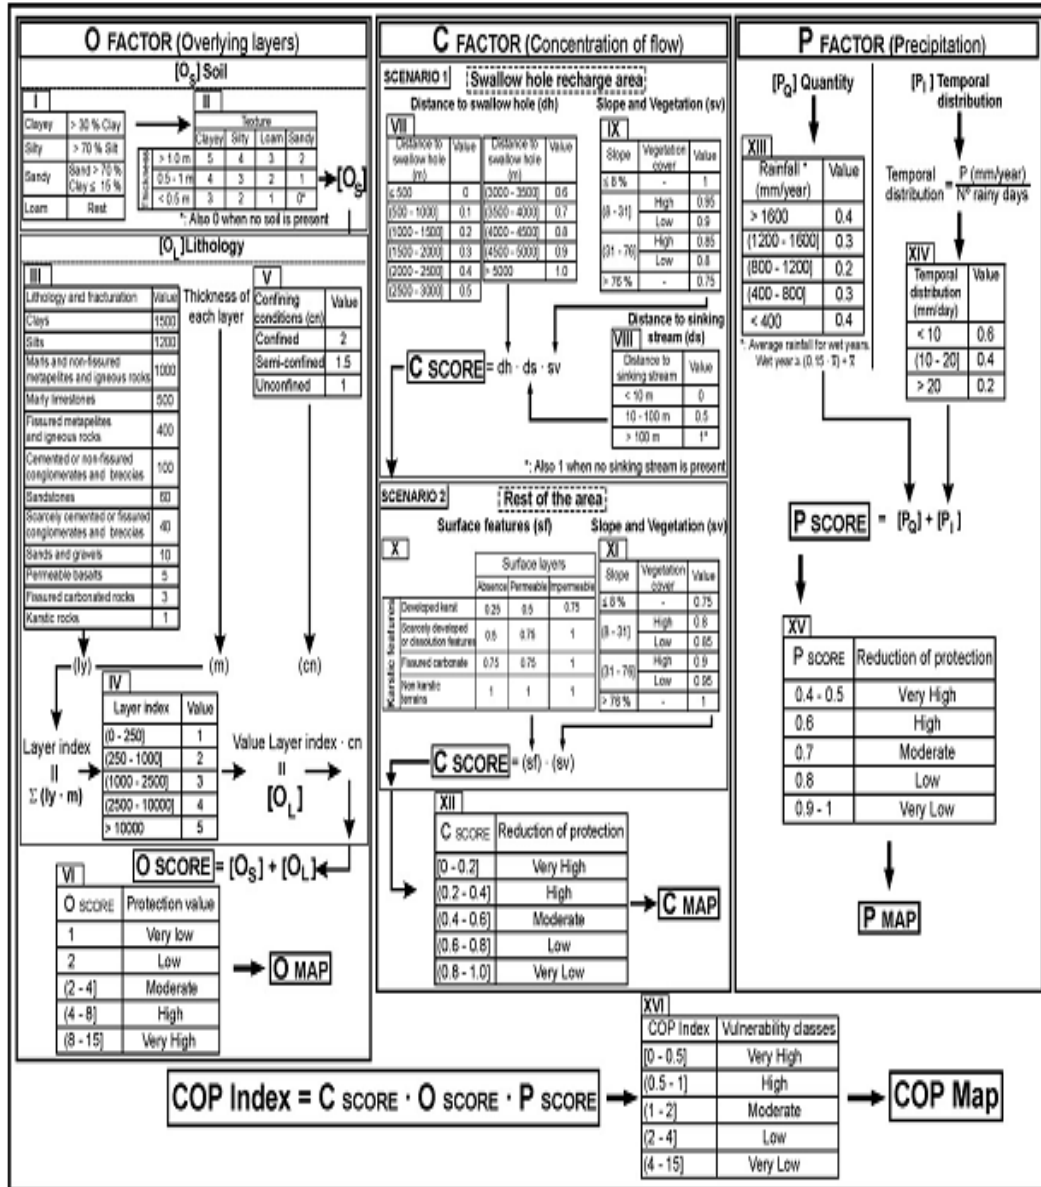 O FACTOR (Overlying layers)
[OS] Soil
I
Clayey > 30 % Clay
Silty > 70 % Silt
Sandy Sand > 70 % Clay ≤ 15 %
Loam Rest
II
Texture
Clayey Silty Loam Sandy
Thickness
> 1.0 m 5 4 3 2
0.5 - 1 m 4 3 2 1
< 0.5 m 3 2 1 0*
[OS]
*: Also 0 when no soil is present
[OL] Lithology
III
Lithology and fracturation Value
Clays 1500
Silts 1200
Marls and non-fissured metapelites and igneous rocks 1000
Marly limestones 500
Fissured metapelites and igneous rocks 400
Cemented or non-fissured conglomerates and breccies 100
Sandstones 60
Scarcely cemented or fissured conglomerates and breccies 40
Sands and gravels 10
Permeable basalts 5
Fissured carbonated rocks 3
Karstic rocks 1
Thickness of each layer
V
Confining conditions (cn) Value
Confined 2
Semi-confined 1.5
Unconfined 1
(ly) (m) (cn)
Layer index
=
Σ (ly · m)
IV
Layer index Value
(0 - 250] 1
(250 - 1000] 2
(1000 - 2500] 3
(2500 - 10000] 4
> 10000 5
Value Layer index · cn
=
[OL]
O SCORE = [OS] + [OL]
VI
O SCORE Protection value
1 Very low
2 Low
(2 - 4] Moderate
(4 - 8] High
(8 - 15] Very High
O MAP
C FACTOR (Concentration of flow)
SCENARIO 1 Swallow hole recharge area
Distance to swallow hole (dh)
VIII
Distance to swallow hole (m) Value Distance to swallow hole (m) Value
≤ 500 0 (3000 - 3500] 0.6
(500 - 1000] 0.1 (3500 - 4000] 0.7
(1000 - 1500] 0.2 (4000 - 4500] 0.8
(1500 - 2000] 0.3 (4500 - 5000] 0.9
(2000 - 2500] 0.4 > 5000 1.0
(2500 - 3000] 0.5
Slope and Vegetation (sv)
IX
Slope Vegetation cover Value
≤ 8 % - 1
(8 - 31] High 0.95
Low 0.9
(31 - 76] High 0.85
Low 0.8
> 76 % - 0.75
Distance to sinking stream (ds)
VIII
Distance to sinking stream Value
< 10 m 0
10 - 100 m 0.5
> 100 m 1*
C SCORE = dh · ds · sv
*: Also 1 when no sinking stream is present
SCENARIO 2 Rest of the area
Surface features (sf)
X
Surface layers
Absence Permeable Impermeable
Karstic features
Developed karst 0.25 0.5 0.75
Scarcely developed or dissolution features 0.5 0.75 1
Fissured carbonate 0.75 0.75 1
Non karstic terrains 1 1 1
Slope and Vegetation (sv)
XI
Slope Vegetation cover Value
≤ 8 % - 0.75
(8 - 31] High 0.8
Low 0.85
(31 - 76] High 0.9
Low 0.95
> 76 % - 1
C SCORE = (sf) · (sv)
XII
C SCORE Reduction of protection
[0 - 0.2] Very High
(0.2 - 0.4] High
(0.4 - 0.6] Moderate
(0.6 - 0.8] Low
(0.8 - 1.0] Very Low
C MAP
P FACTOR (Precipitation)
[PQ] Quantity
XIII
Rainfall * (mm/year) Value
> 1600 0.4
(1200 - 1600] 0.3
(800 - 1200] 0.2
(400 - 800] 0.3
< 400 0.4
*: Average rainfall for wet years.
Wet year ≥ (0.15 · x̄) + x̄
[PI] Temporal distribution
Temporal distribution = P (mm/year) / Nº rainy days
XIV
Temporal distribution (mm/day) Value
< 10 0.6
(10 - 20] 0.4
> 20 0.2
P SCORE = [PQ] + [PI]
XV
P SCORE Reduction of protection
0.4 - 0.5 Very High
0.6 High
0.7 Moderate
0.8 Low
0.9 - 1 Very Low
P MAP
COP Index = C SCORE · O SCORE · P SCORE
XVI
COP Index Vulnerability classes
[0 - 0.5] Very High
(0.5 - 1] High
(1 - 2] Moderate
(2 - 4] Low
(4 - 15] Very Low
COP Map